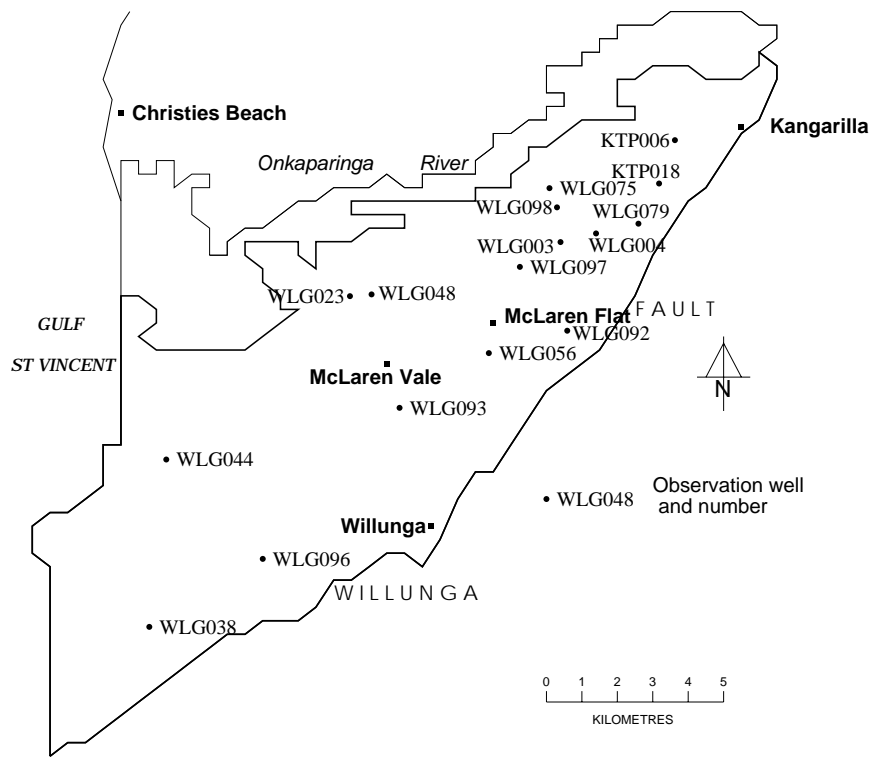 Christies Beach
Kangarilla
KTP006
Onkaparinga River
KTP018
WLG075
WLG098
WLG079
WLG003
WLG004
WLG097
WLG023
WLG048
FAULT
GULF
ST VINCENT
McLaren Flat
WLG092
WLG056
McLaren Vale
N
WLG093
WLG044
WLG048
Observation well
and number
Willunga
WLG096
WILLUNGA
WLG038
0 1 2 3 4 5
KILOMETRES